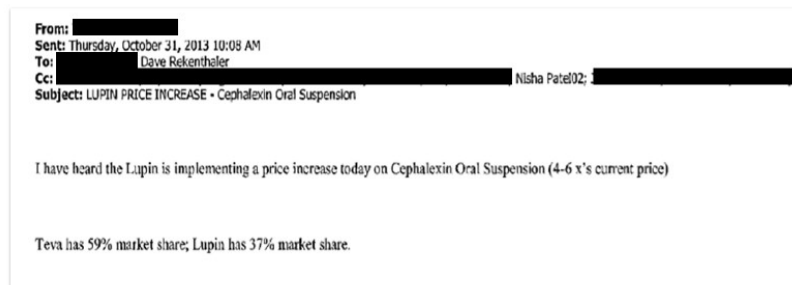 From:
Sent: Thursday, October 31, 2013 10:08 AM
To: Dave Rekenthaler
Cc: Nisha Patel02;
Subject: LUPIN PRICE INCREASE - Cephalexin Oral Suspension
I have heard the Lupin is implementing a price increase today on Cephalexin Oral Suspension (4-6 x's current price)
Teva has 59% market share; Lupin has 37% market share.